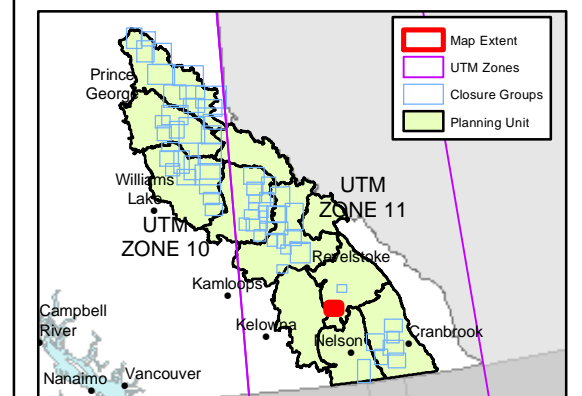 Map Extent
UTM Zones
Closure Groups
Planning Unit
Prince
George
Williams
Lake
UTM
ZONE 10
UTM
ZONE 11
Revelstoke
Kamloops
Campbell
River
Kelowna
Nelson
Cranbrook
Nanaimo
Vancouver